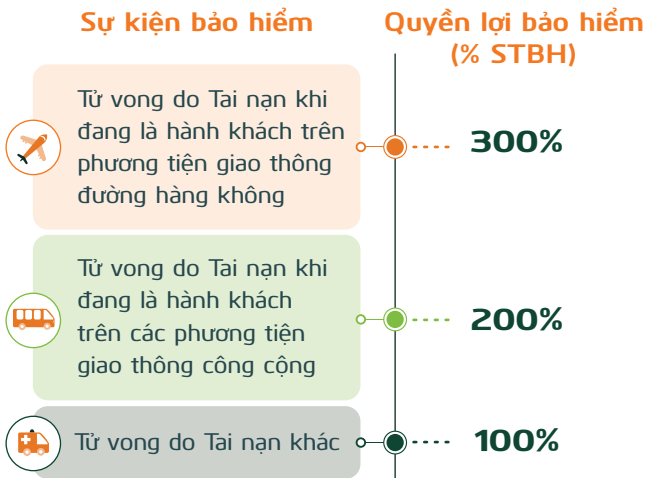 Sự kiện bảo hiểm
Quyền lợi bảo hiểm
(% STBH)
Tử vong do Tai nạn khi
đang là hành khách trên
phương tiện giao thông
đường hàng không
300%
Tử vong do Tai nạn khi
đang là hành khách
trên các phương tiện
giao thông công cộng
200%
Tử vong do Tai nạn khác
100%